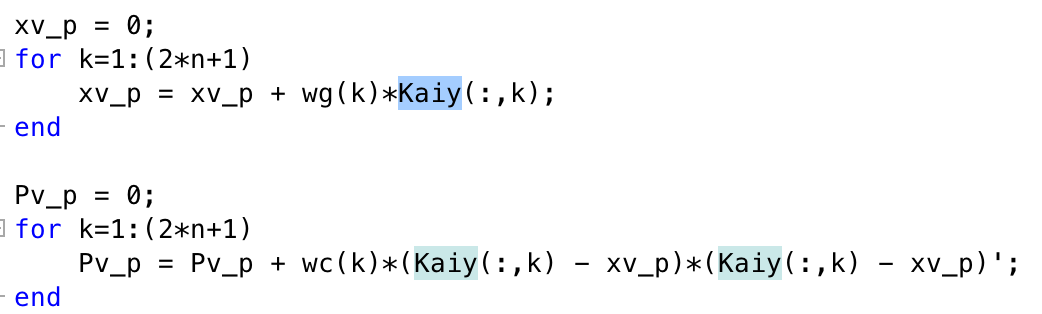 xv_p = 0;
for k=1:(2*n+1)
    xv_p = xv_p + wg(k)*Kaiy(:,k);
end
Pv_p = 0;
for k=1:(2*n+1)
    Pv_p = Pv_p + wc(k)*(Kaiy(:,k) - xv_p)*(Kaiy(:,k) - xv_p)';
end